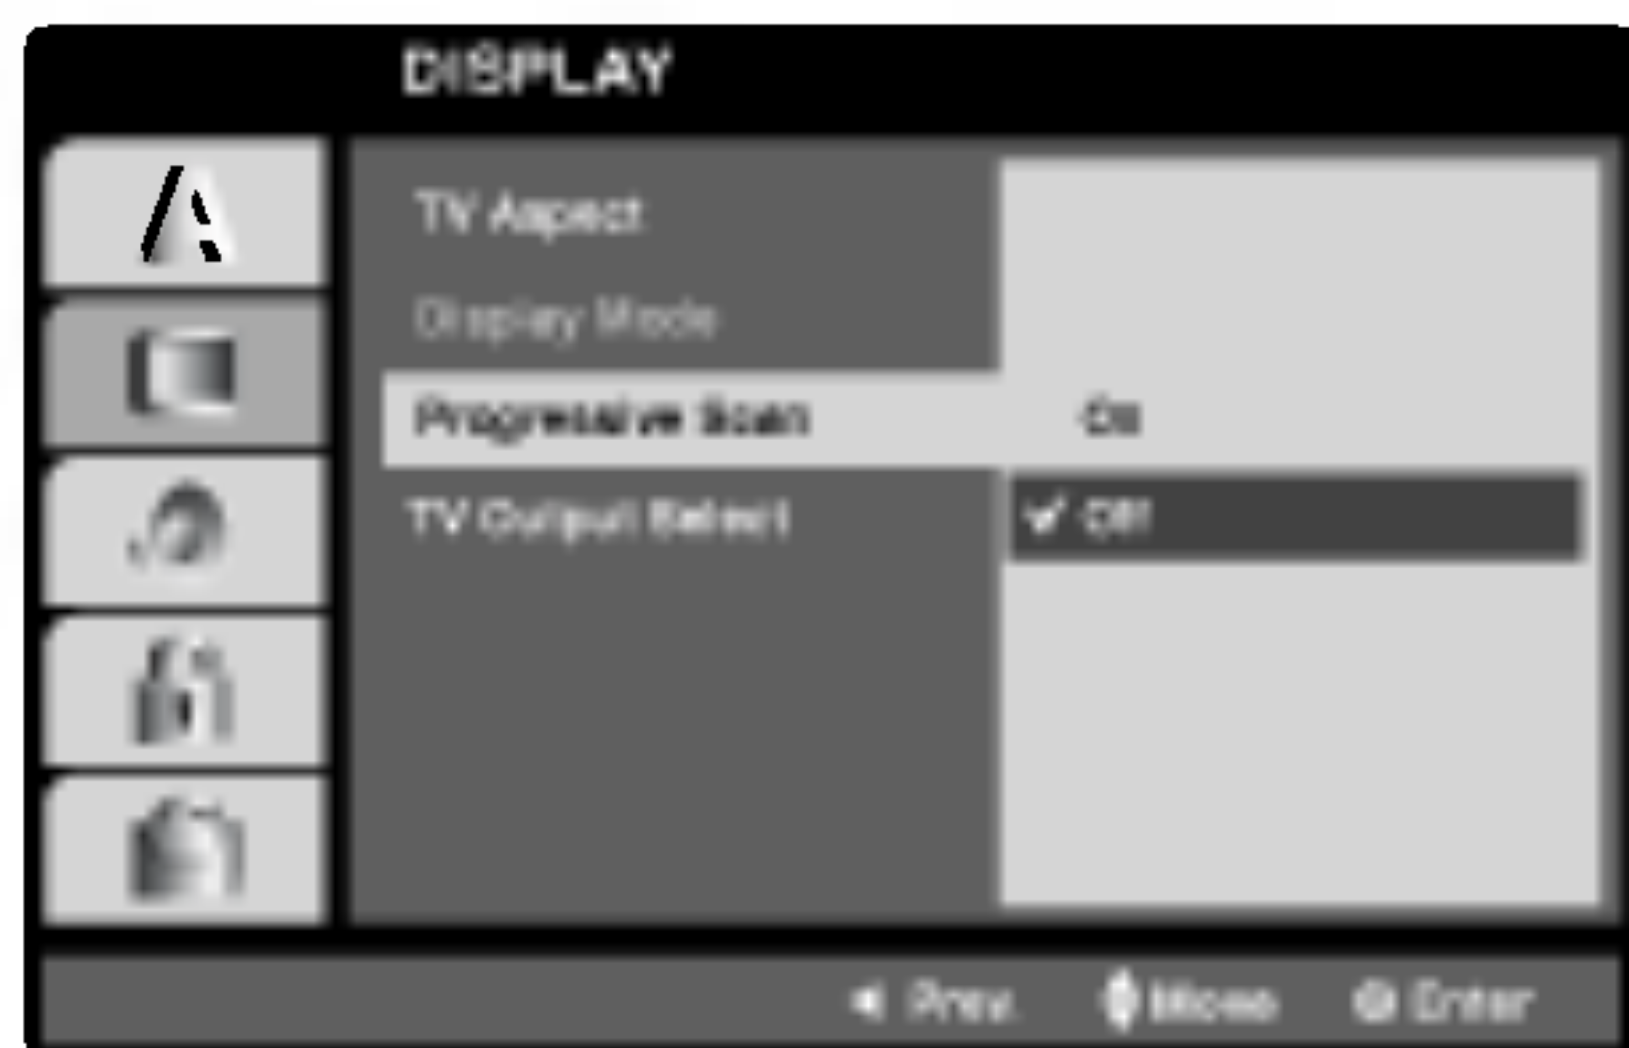 DISPLAY
TV Aspect
Display Mode
Progressive Scan On
TV Output Select ✔ Off
◀ Prev. Move Enter